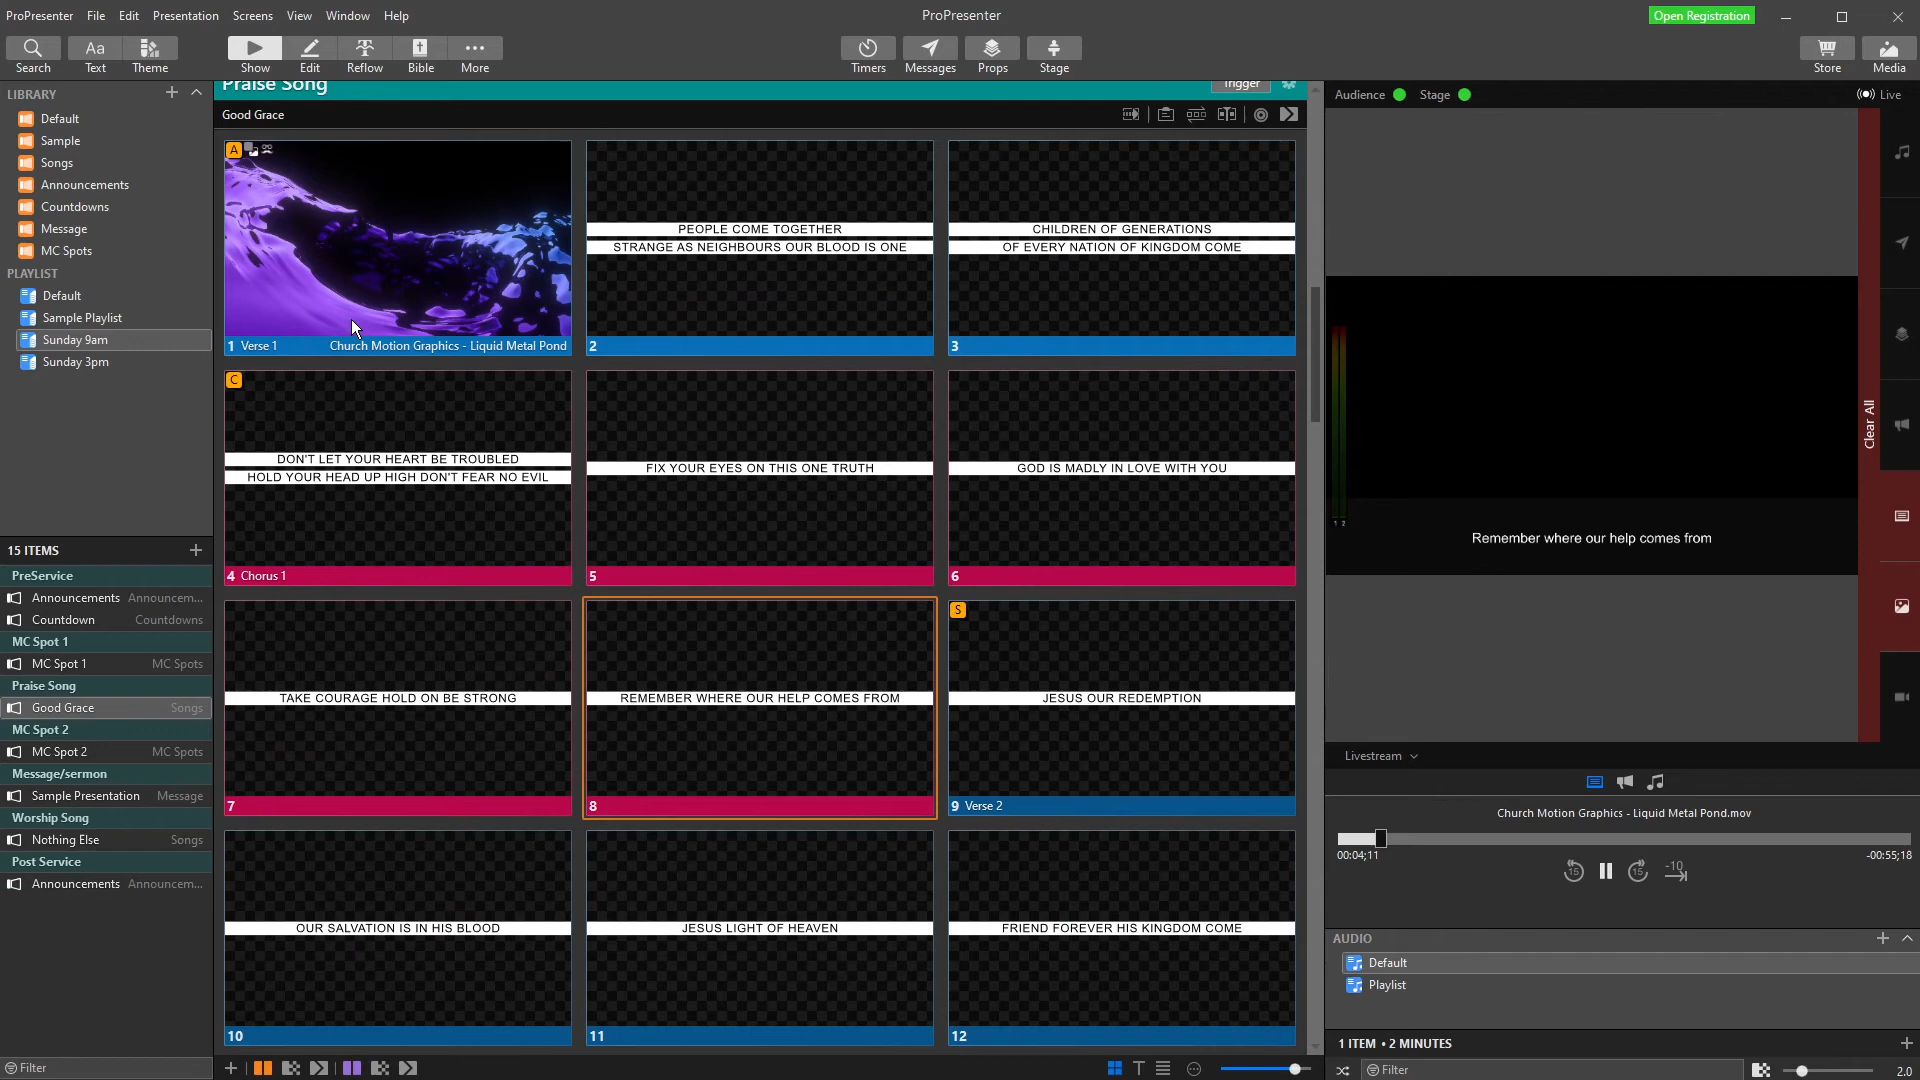 ProPresenter File Edit Presentation Screens View Window Help
ProPresenter
Open Registration
Search
Aa
Text
Theme
Show
Edit
Reflow
Bible
More
Timers
Messages
Props
Stage
Store
Media
LIBRARY
Default
Sample
Songs
Announcements
Countdowns
Message
MC Spots
PLAYLIST
Default
Sample Playlist
Sunday 9am
Sunday 3pm
15 ITEMS
PreService
Announcements Announcem...
Countdown Countdowns
MC Spot 1
MC Spot 1 MC Spots
Praise Song
Good Grace Songs
MC Spot 2
MC Spot 2 MC Spots
Message/sermon
Sample Presentation Message
Worship Song
Nothing Else Songs
Post Service
Announcements Announcem...
Filter
Praise Song
Trigger
Good Grace
A
1 Verse 1 Church Motion Graphics - Liquid Metal Pond
PEOPLE COME TOGETHER
STRANGE AS NEIGHBOURS OUR BLOOD IS ONE
2
CHILDREN OF GENERATIONS
OF EVERY NATION OF KINGDOM COME
3
C
DON'T LET YOUR HEART BE TROUBLED
HOLD YOUR HEAD UP HIGH DON'T FEAR NO EVIL
4 Chorus 1
FIX YOUR EYES ON THIS ONE TRUTH
5
GOD IS MADLY IN LOVE WITH YOU
6
TAKE COURAGE HOLD ON BE STRONG
7
REMEMBER WHERE OUR HELP COMES FROM
8
S
JESUS OUR REDEMPTION
9 Verse 2
OUR SALVATION IS IN HIS BLOOD
10
JESUS LIGHT OF HEAVEN
11
FRIEND FOREVER HIS KINGDOM COME
12
T
Audience
Stage
Live
1 2
Remember where our help comes from
Clear All
Livestream
Church Motion Graphics - Liquid Metal Pond.mov
00:04;11
-00:55;18
15
15
-10
AUDIO
Default
Playlist
1 ITEM • 2 MINUTES
Filter
2.0